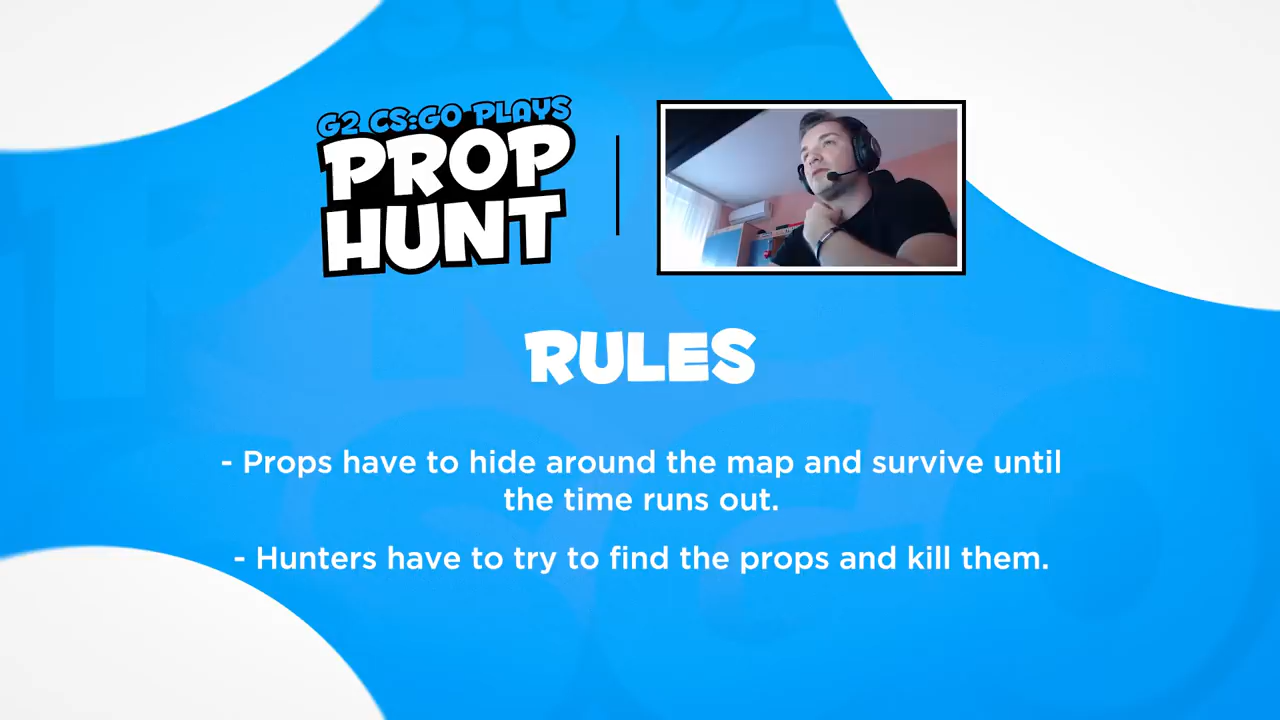 G2 CS:GO PLAYS
PROP
HUNT
RULES
- Props have to hide around the map and survive until
the time runs out.
- Hunters have to try to find the props and kill them.